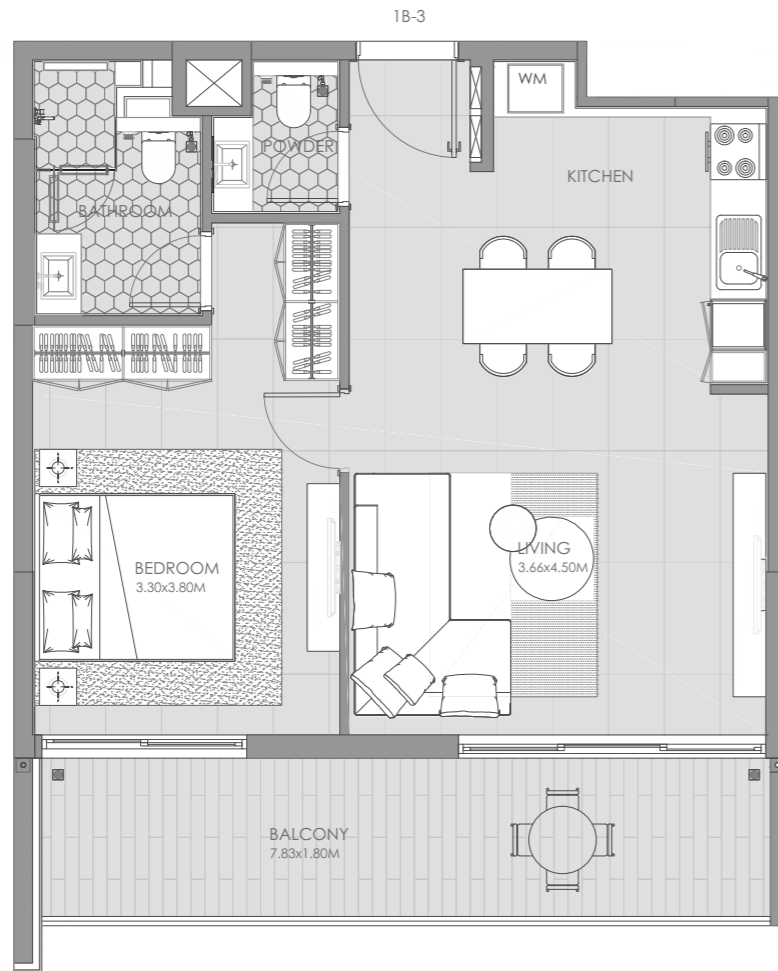 1B-3
WM
POWDER
KITCHEN
BATHROOM
BEDROOM
3.30x3.80M
LIVING
3.66x4.50M
BALCONY
7.83x1.80M